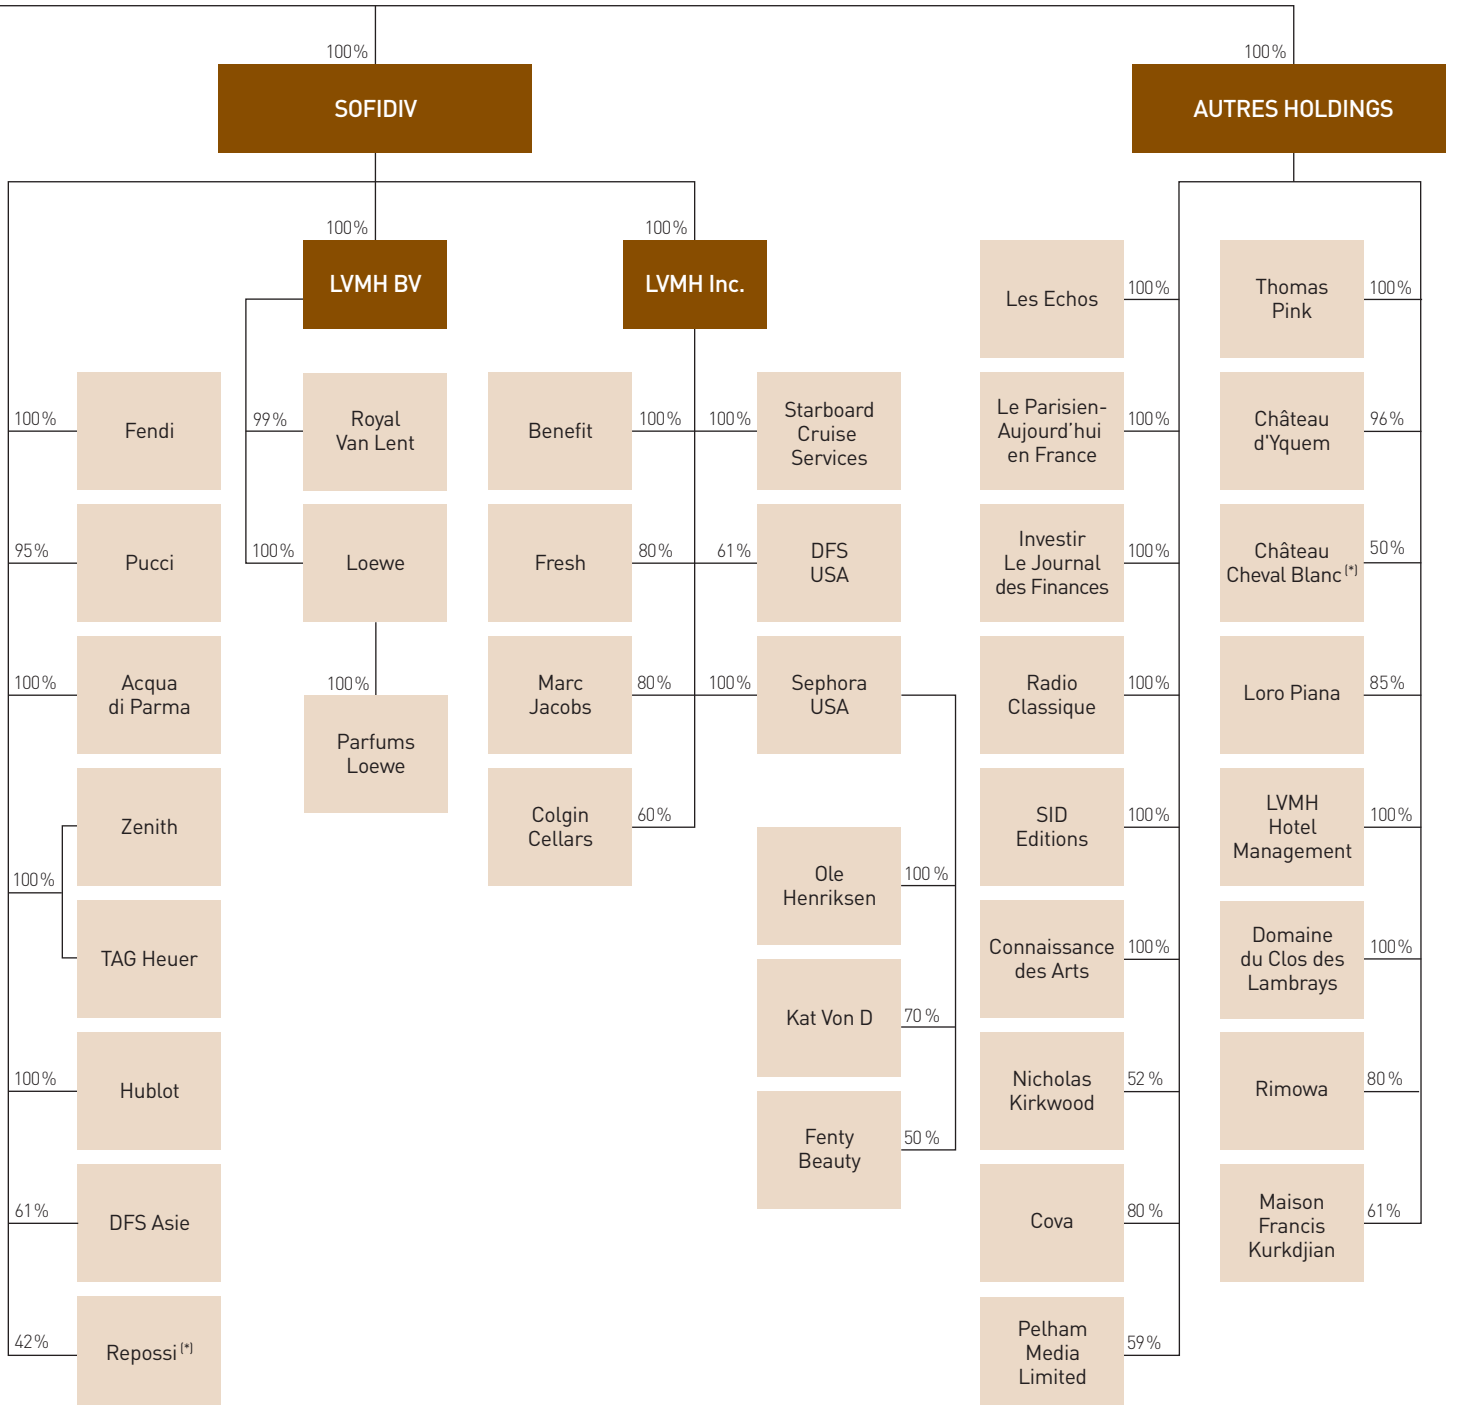 100%
SOFIDIV
100%
AUTRES HOLDINGS
100%
LVMH BV
100%
LVMH Inc.
100%
Fendi
95%
Pucci
100%
Acqua
di Parma
100%
Zenith
TAG Heuer
100%
Hublot
61%
DFS Asie
42%
Repossi (*)
99%
Royal
Van Lent
100%
Loewe
100%
Parfums
Loewe
Benefit
100%
Fresh
80%
Marc
Jacobs
80%
Colgin
Cellars
60%
100%
Starboard
Cruise
Services
61%
DFS
USA
100%
Sephora
USA
Ole
Henriksen
100 %
Kat Von D
70 %
Fenty
Beauty
50 %
Les Echos
100%
Le Parisien-
Aujourd'hui
en France
100%
Investir
Le Journal
des Finances
100%
Radio
Classique
100%
SID
Editions
100%
Connaissance
des Arts
100%
Nicholas
Kirkwood
52 %
Cova
80 %
Pelham
Media
Limited
59%
Thomas
Pink
100%
Château
d'Yquem
96%
Château
Cheval Blanc (*)
50%
Loro Piana
85%
LVMH
Hotel
Management
100%
Domaine
du Clos des
Lambrays
100%
Rimowa
80 %
Maison
Francis
Kurkdjian
61%